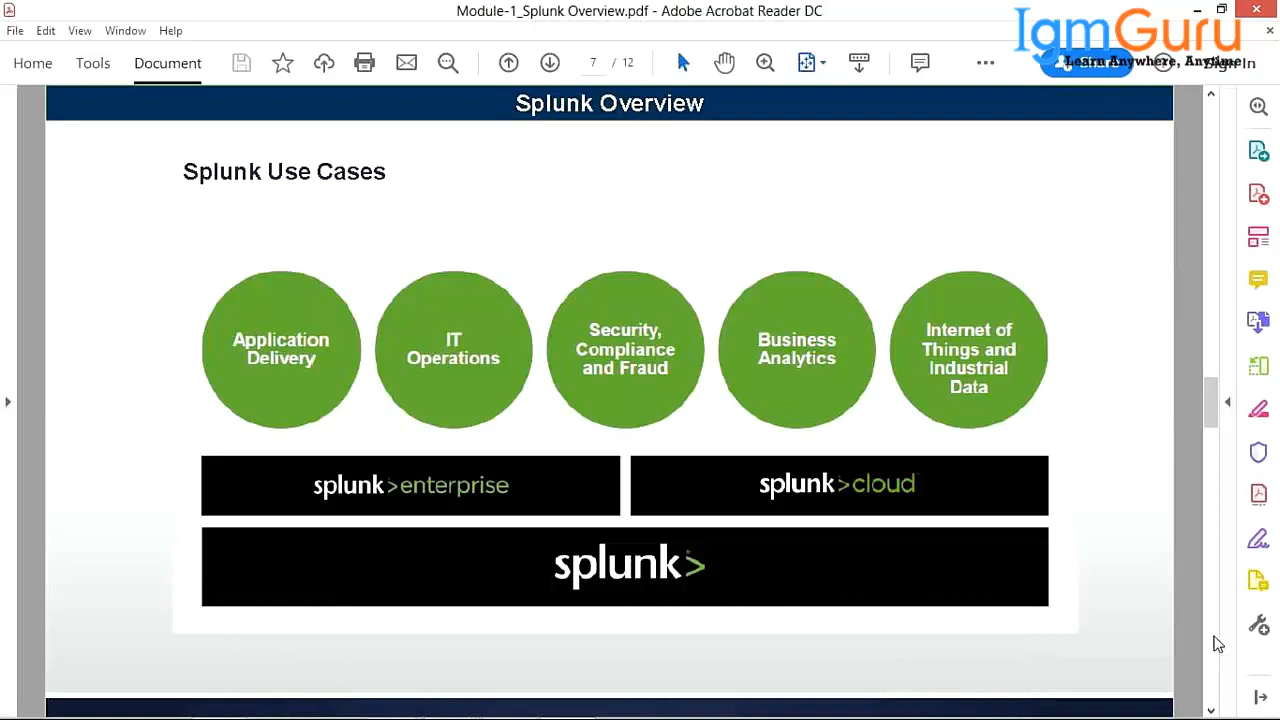 Module-1_Splunk Overview.pdf - Adobe Acrobat Reader DC
IgmGuru
File Edit View Window Help
Home Tools Document 7 / 12 Sign In
Learn Anywhere, Anytime
Splunk Overview
Splunk Use Cases
Application
Delivery
IT
Operations
Security,
Compliance
and Fraud
Business
Analytics
Internet of
Things and
Industrial
Data
splunk>enterprise
splunk>cloud
splunk>